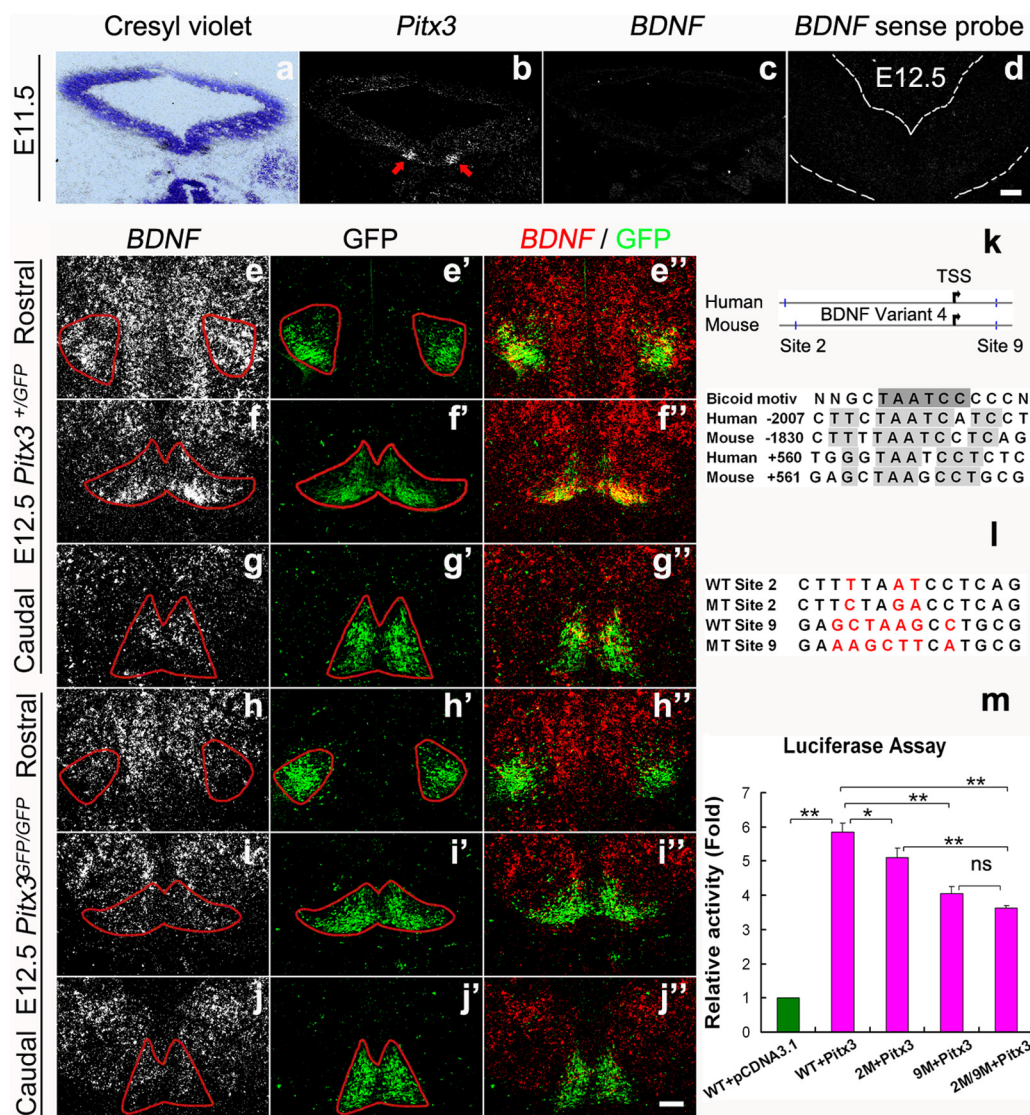 Cresyl violet Pitx3 BDNF BDNF sense probe
E11.5
a
b
c
d
E12.5
BDNF GFP BDNF / GFP
Caudal E12.5 Pitx3 +/GFP Rostral
e e' e''
f f' f''
g g' g''
Caudal E12.5 Pitx3 GFP/GFP Rostral
h h' h''
i i' i''
j j' j''
k
TSS
Human
Mouse BDNF Variant 4
Site 2 Site 9
Bicoid motiv N N G C T A A T C C C C C N
Human -2007 C T T C T A A T C A T C C T
Mouse -1830 C T T T T A A T C C T C A G
Human +560 T G G G T A A T C C T C T C
Mouse +561 G A G C T A A G C C T G C G
l
WT Site 2 C T T T T A A T C C T C A G
MT Site 2 C T T C T A G A C C T C A G
WT Site 9 G A G C T A A G C C T G C G
MT Site 9 G A A A G C T T C A T G C G
m
Luciferase Assay
Relative activity (Fold)
7
6
5
4
3
2
1
0
** ** ** * ** ns
WT+pCDNA3.1 WT+Pitx3 2M+Pitx3 9M+Pitx3 2M/9M+Pitx3